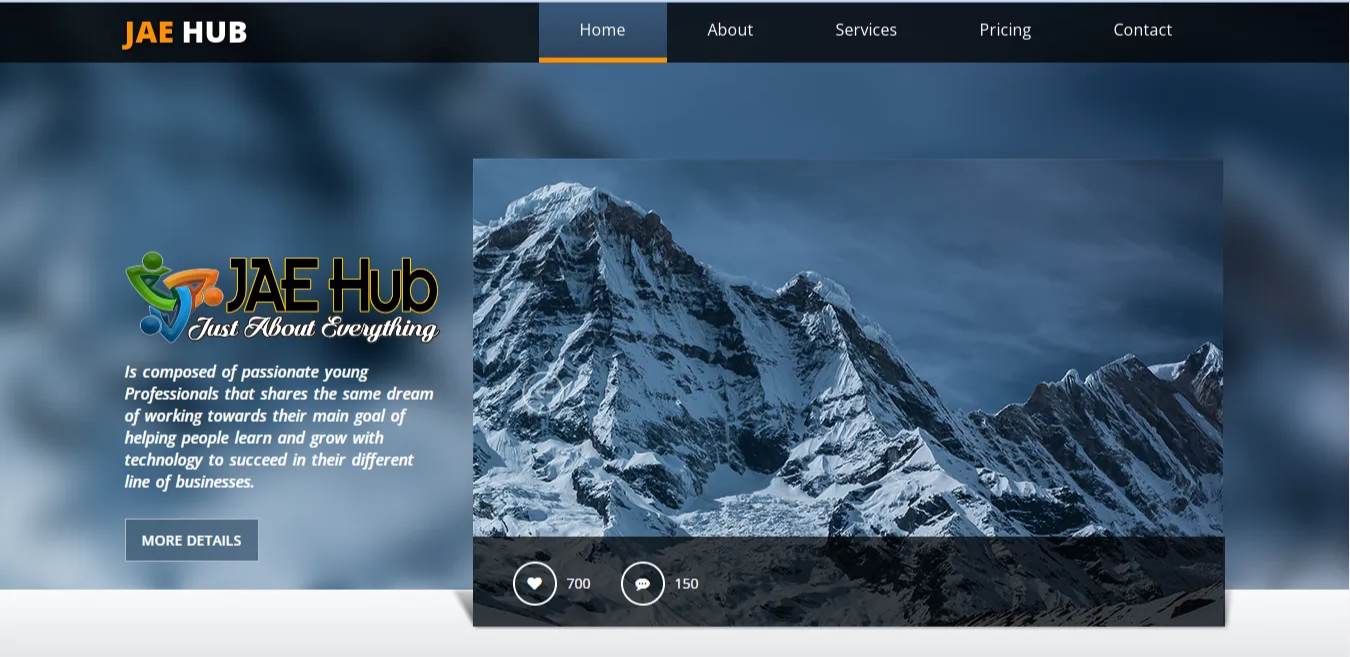 JAE HUB
Home
About
Services
Pricing
Contact
JAE Hub
Just About Everything
Is composed of passionate young
Professionals that shares the same dream
of working towards their main goal of
helping people learn and grow with
technology to succeed in their different
line of businesses.
MORE DETAILS
700
150